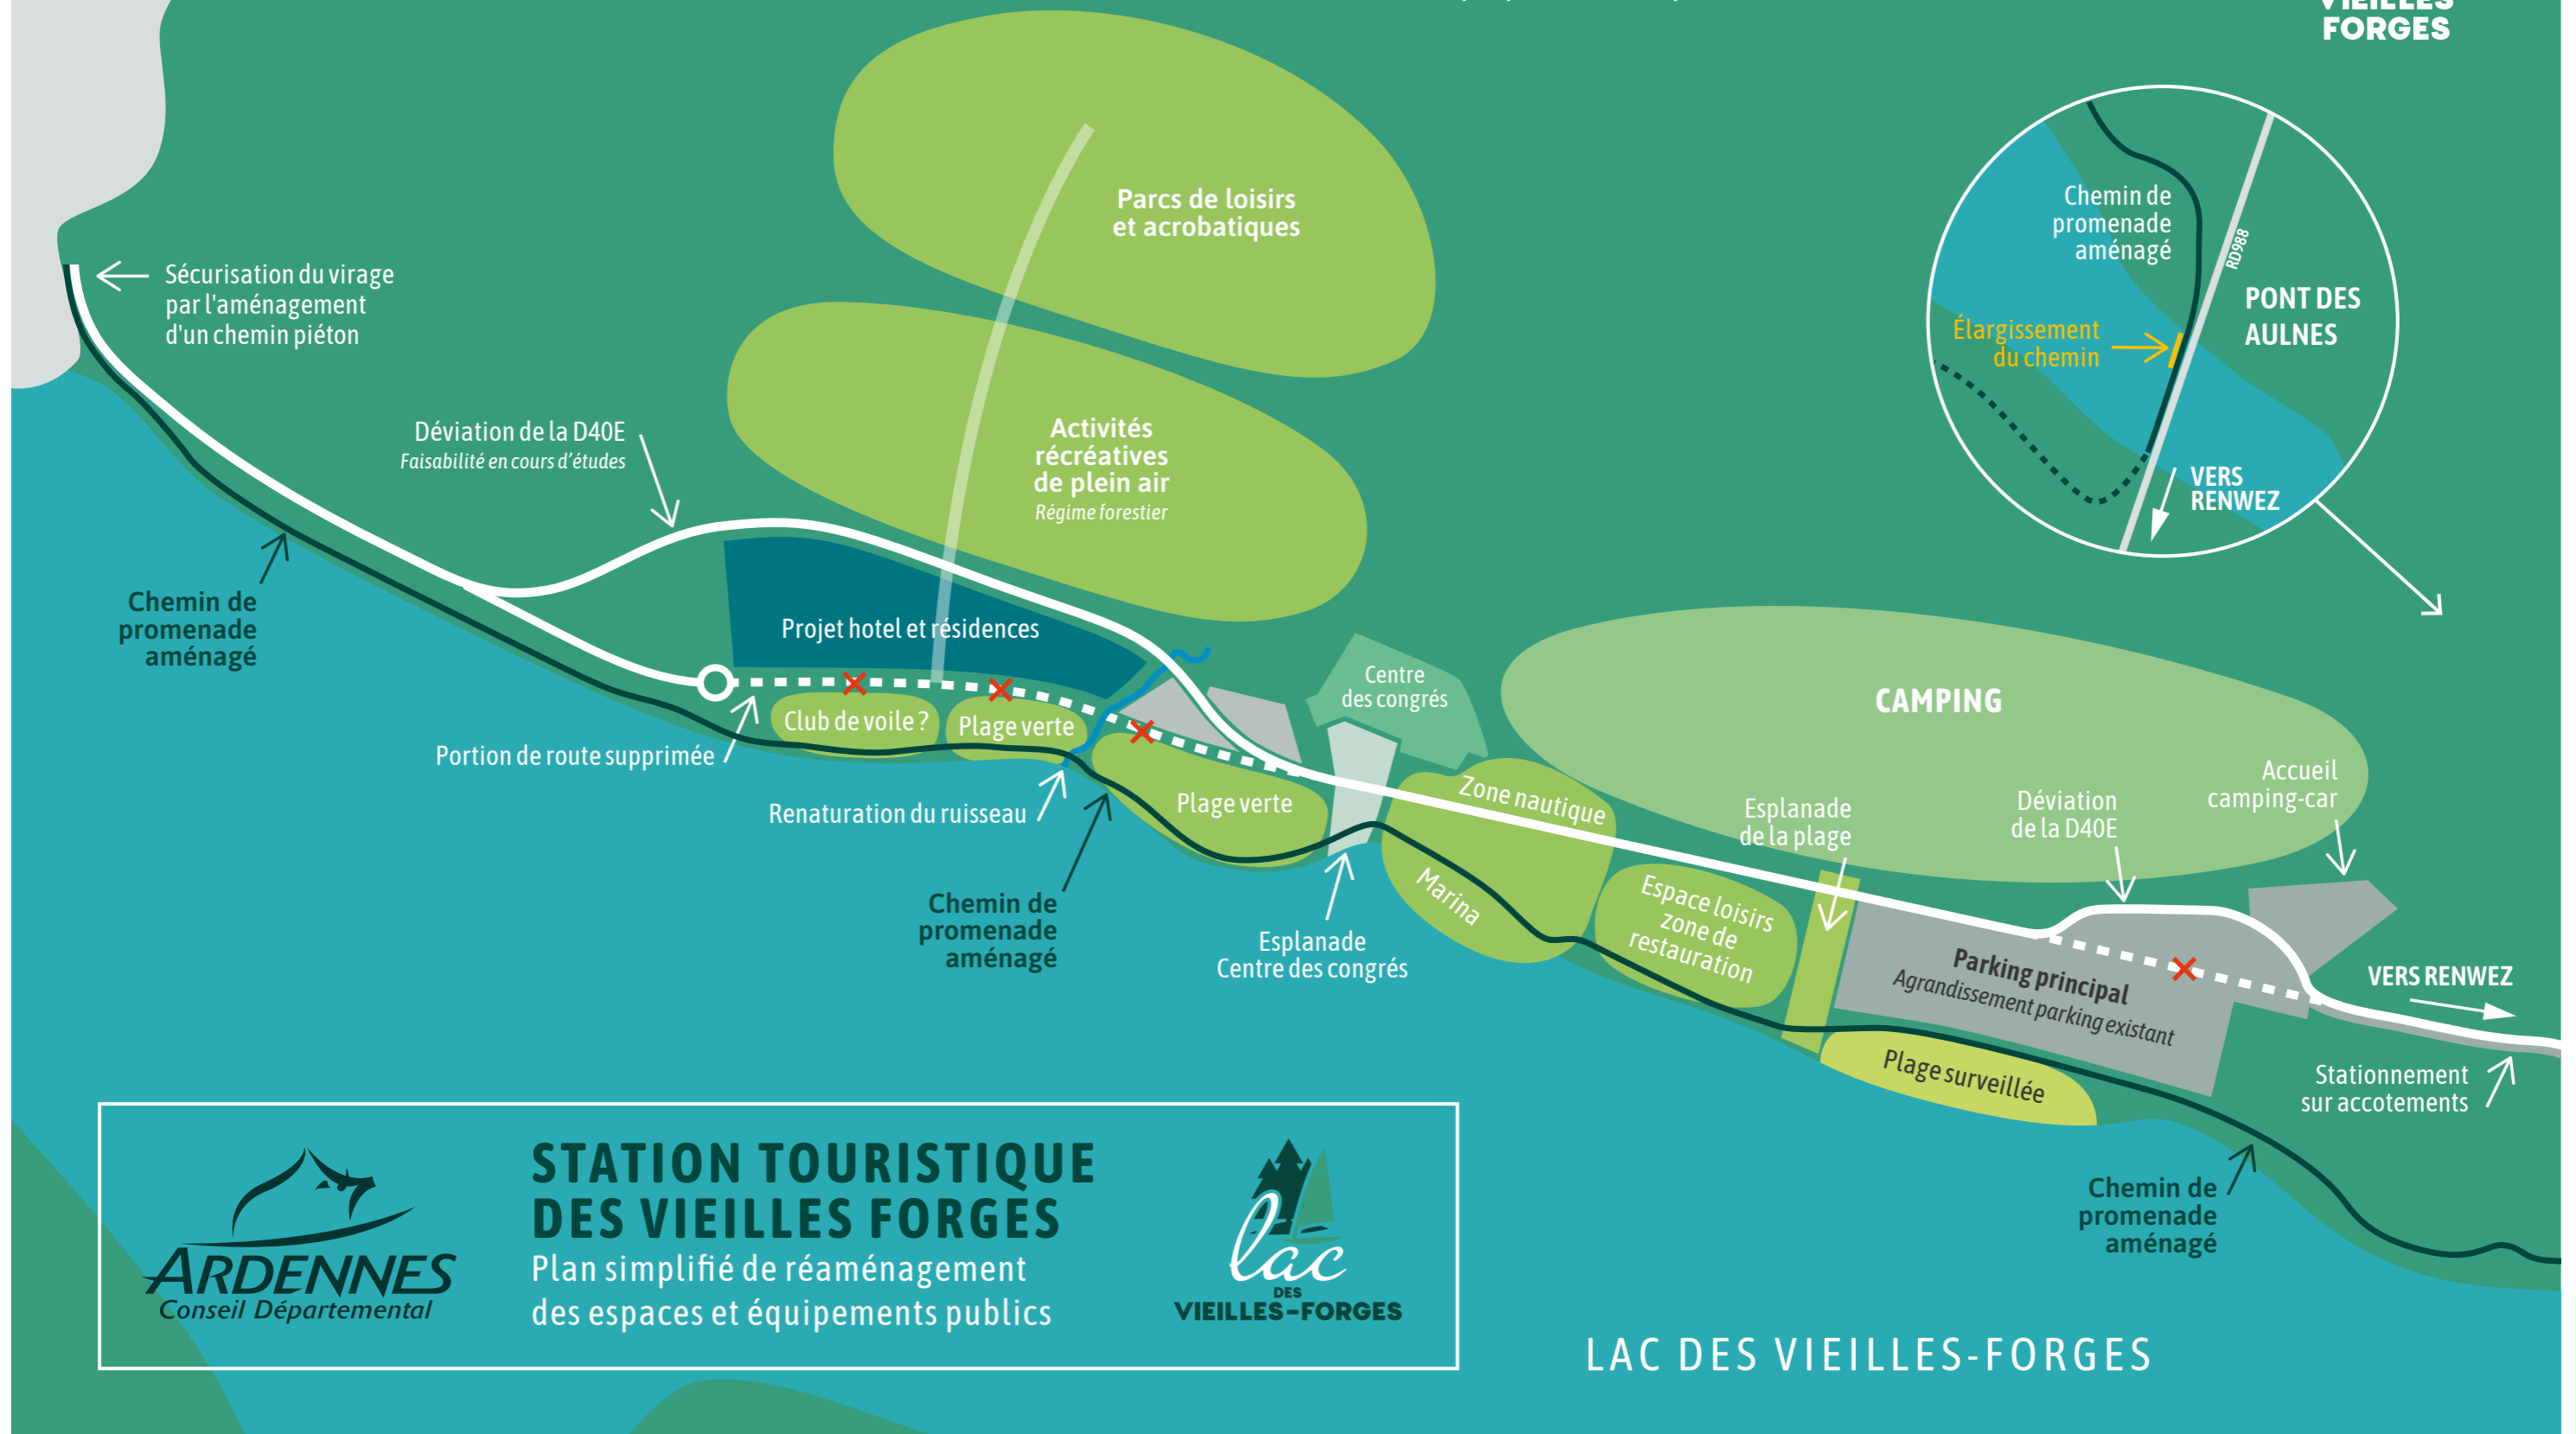 VIEILLES
FORGES
Parcs de loisirs
et acrobatiques
Chemin de
promenade
aménagé
RD988
PONT DES
AULNES
Élargissement
du chemin
VERS
RENWEZ
Sécurisation du virage
par l'aménagement
d'un chemin piéton
Déviation de la D40E
Faisabilité en cours d'études
Activités
récréatives
de plein air
Régime forestier
Chemin de
promenade
aménagé
Projet hotel et résidences
Centre
des congrés
CAMPING
Club de voile ?
Plage verte
Portion de route supprimée
Renaturation du ruisseau
Plage verte
Zone nautique
Marina
Esplanade
de la plage
Déviation
de la D40E
Accueil
camping-car
Chemin de
promenade
aménagé
Esplanade
Centre des congrés
Espace loisirs
zone de
restauration
Parking principal
Agrandissement parking existant
VERS RENWEZ
Plage surveillée
Stationnement
sur accotements
Chemin de
promenade
aménagé
ARDENNES
Conseil Départemental
STATION TOURISTIQUE
DES VIEILLES FORGES
Plan simplifié de réaménagement
des espaces et équipements publics
lac
DES
VIEILLES-FORGES
LAC DES VIEILLES-FORGES